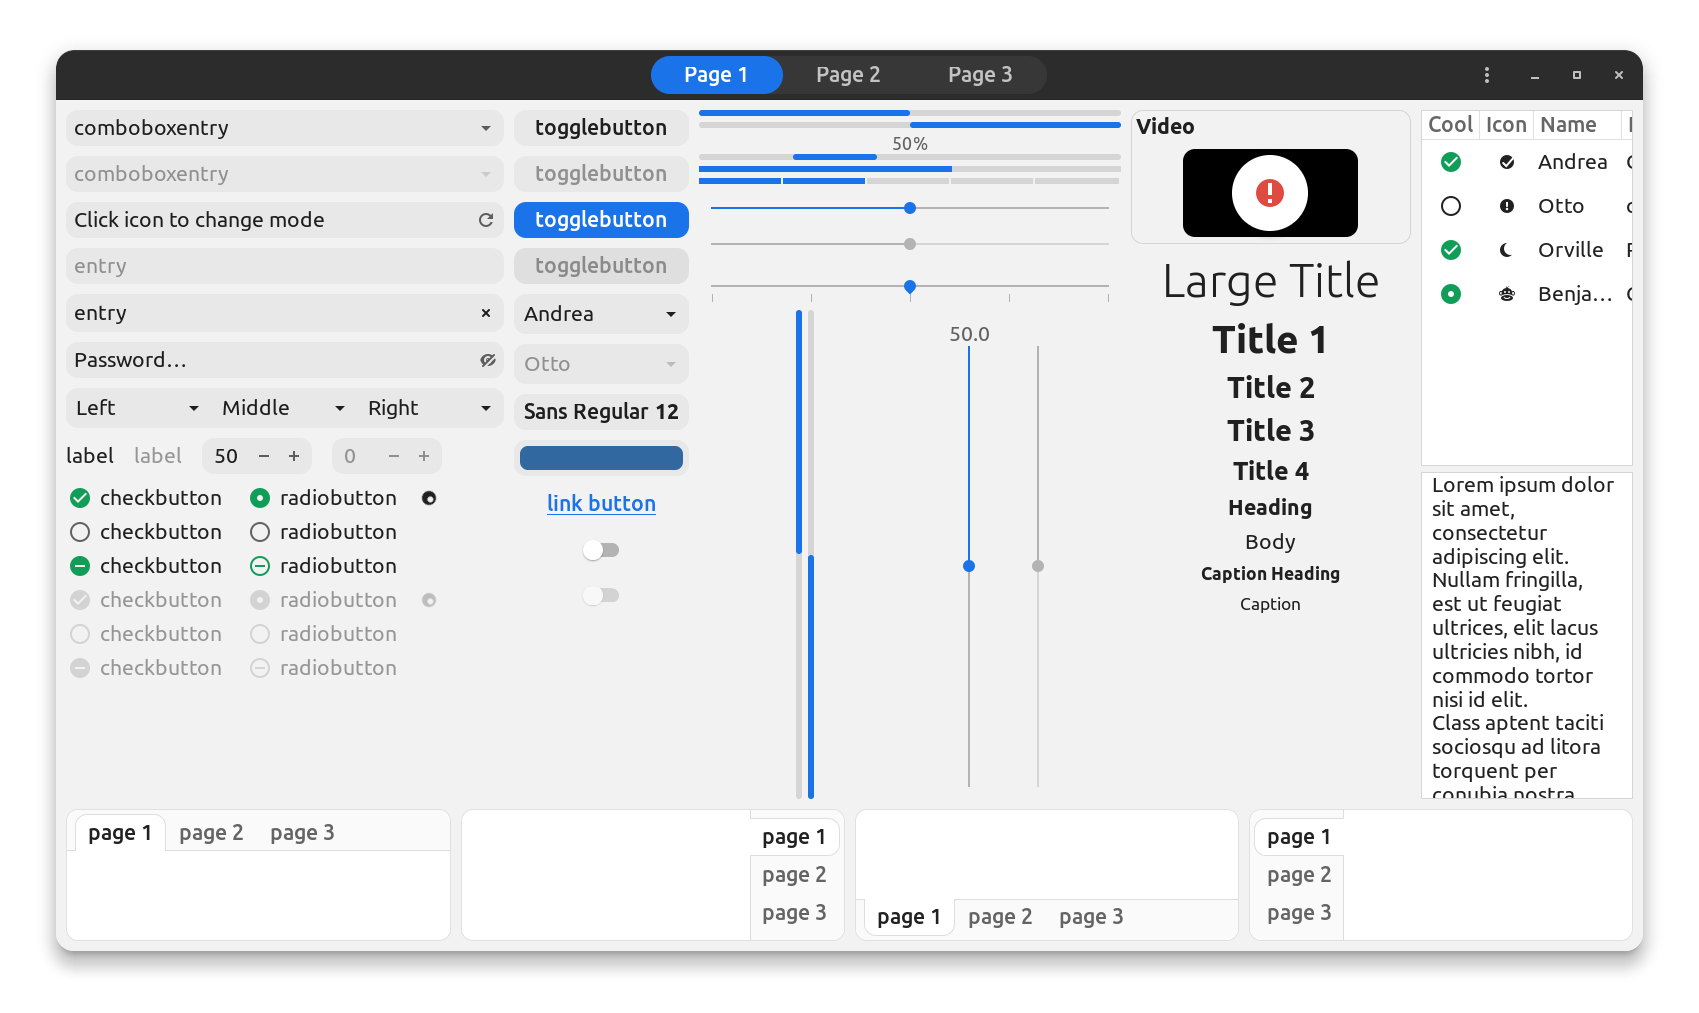 Page 1 Page 2 Page 3
comboboxentry
comboboxentry
Click icon to change mode
entry
entry
Password…
Left Middle Right
label label 50 0
checkbutton radiobutton
checkbutton radiobutton
checkbutton radiobutton
checkbutton radiobutton
checkbutton radiobutton
checkbutton radiobutton
togglebutton
togglebutton
togglebutton
togglebutton
Andrea
Otto
Sans Regular 12
link button
50%
50.0
Video
Large Title
Title 1
Title 2
Title 3
Title 4
Heading
Body
Caption Heading
Caption
Cool Icon Name
Andrea
Otto
Orville
Benja…
Lorem ipsum dolor
sit amet,
consectetur
adipiscing elit.
Nullam fringilla,
est ut feugiat
ultrices, elit lacus
ultricies nibh, id
commodo tortor
nisi id elit.
Class aptent taciti
sociosqu ad litora
torquent per
conubia nostra
page 1 page 2 page 3
page 1
page 2
page 3
page 1 page 2 page 3
page 1
page 2
page 3